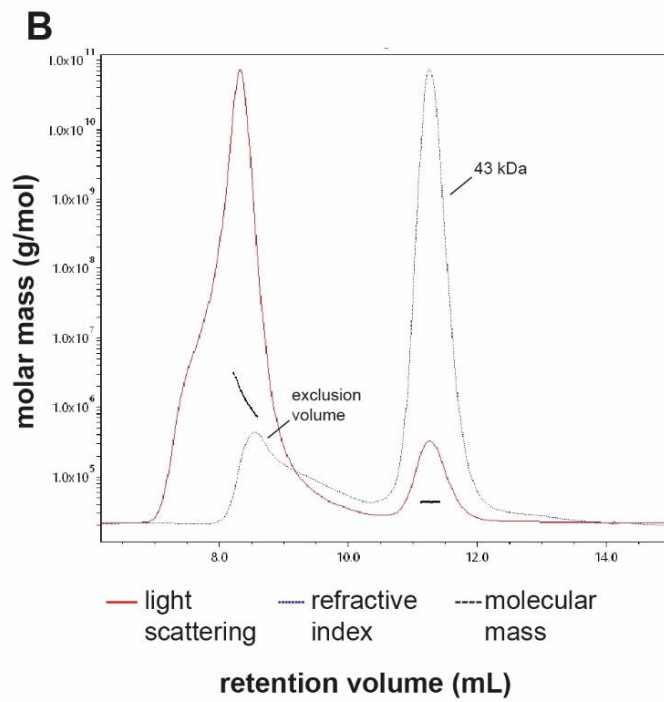 B
1.0x10¹¹
1.0x10¹⁰
1.0x10⁹
1.0x10⁸
1.0x10⁷
1.0x10⁶
1.0x10⁵
molar mass (g/mol)
43 kDa
exclusion
volume
8.0 10.0 12.0 14.0
light
scattering
refractive
index
molecular
mass
retention volume (mL)